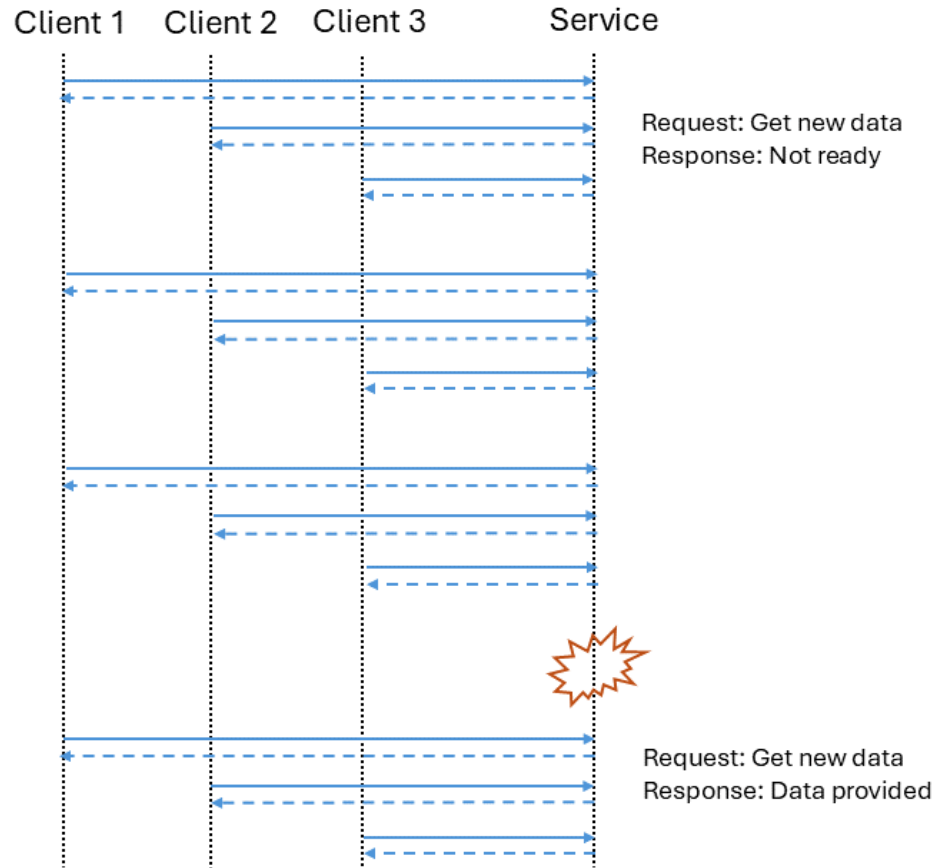 Client 1 Client 2 Client 3 Service
Request: Get new data
Response: Not ready
Request: Get new data
Response: Data provided